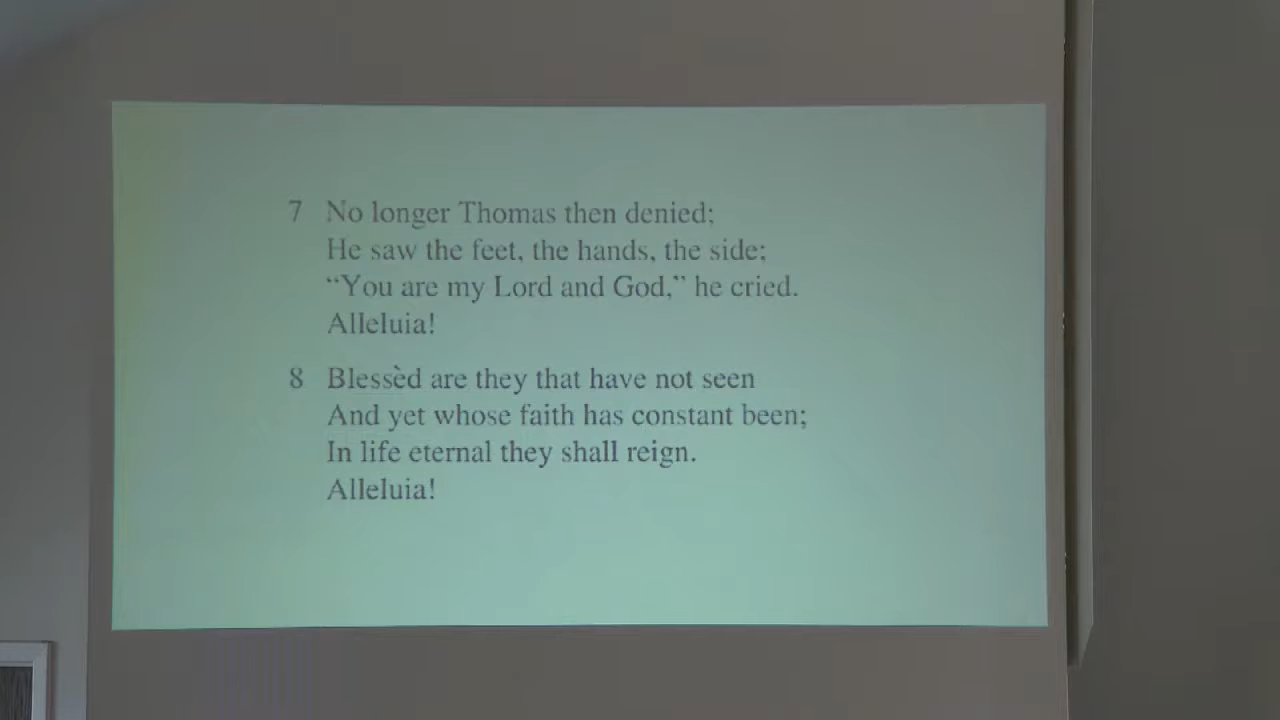 7 No longer Thomas then denied;
He saw the feet, the hands, the side;
“You are my Lord and God,” he cried.
Alleluia!
8 Blessèd are they that have not seen
And yet whose faith has constant been;
In life eternal they shall reign.
Alleluia!